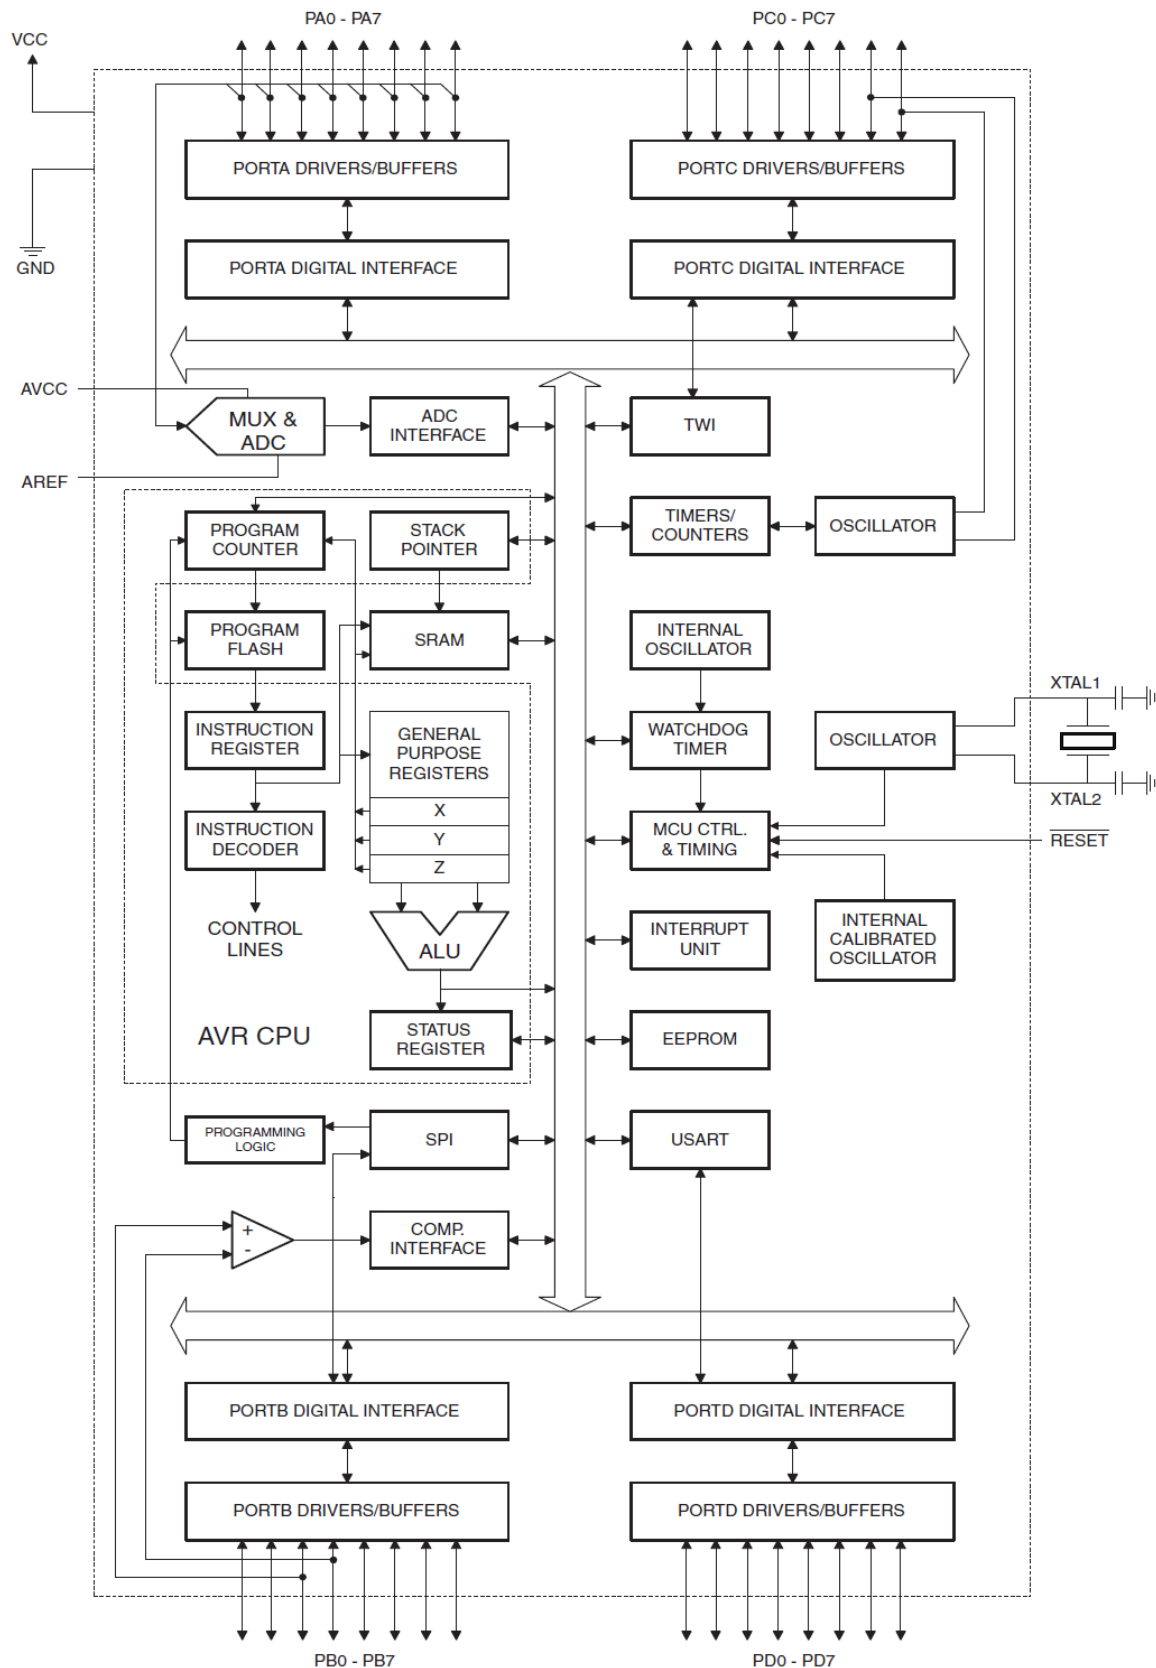 PA0 - PA7
PC0 - PC7
VCC
PORTA DRIVERS/BUFFERS
PORTC DRIVERS/BUFFERS
GND
PORTA DIGITAL INTERFACE
PORTC DIGITAL INTERFACE
AVCC
MUX &
ADC
ADC
INTERFACE
TWI
AREF
PROGRAM
COUNTER
STACK
POINTER
TIMERS/
COUNTERS
OSCILLATOR
PROGRAM
FLASH
SRAM
INTERNAL
OSCILLATOR
XTAL1
INSTRUCTION
REGISTER
GENERAL
PURPOSE
REGISTERS
WATCHDOG
TIMER
OSCILLATOR
XTAL2
X
Y
Z
INSTRUCTION
DECODER
MCU CTRL.
& TIMING
RESET
CONTROL
LINES
ALU
INTERRUPT
UNIT
INTERNAL
CALIBRATED
OSCILLATOR
AVR CPU
STATUS
REGISTER
EEPROM
PROGRAMMING
LOGIC
SPI
USART
+
-
COMP.
INTERFACE
PORTB DIGITAL INTERFACE
PORTD DIGITAL INTERFACE
PORTB DRIVERS/BUFFERS
PORTD DRIVERS/BUFFERS
PB0 - PB7
PD0 - PD7